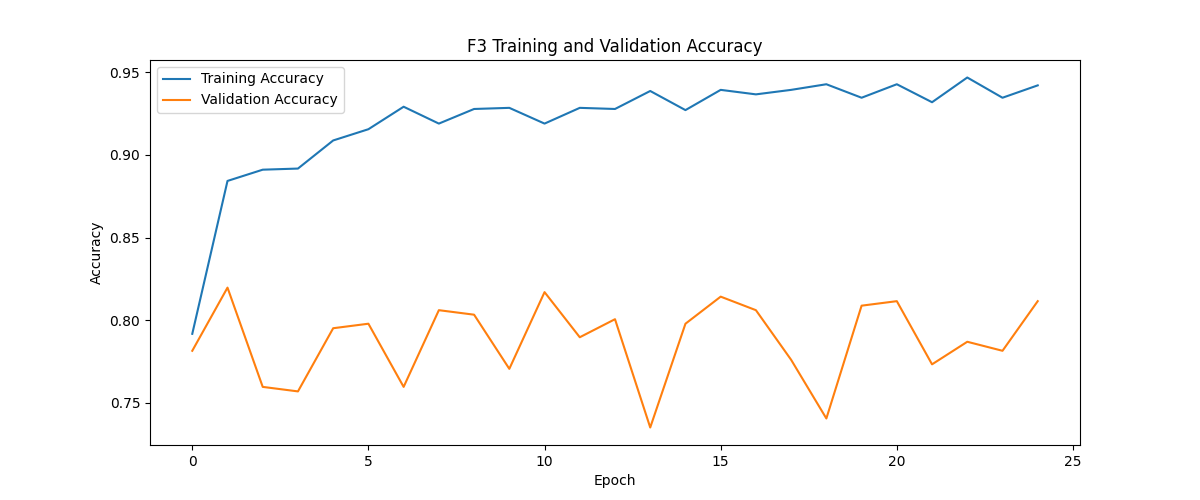 F3 Training and Validation Accuracy
Training Accuracy
Validation Accuracy
0.95
0.90
0.85
0.80
0.75
Accuracy
0 5 10 15 20 25
Epoch